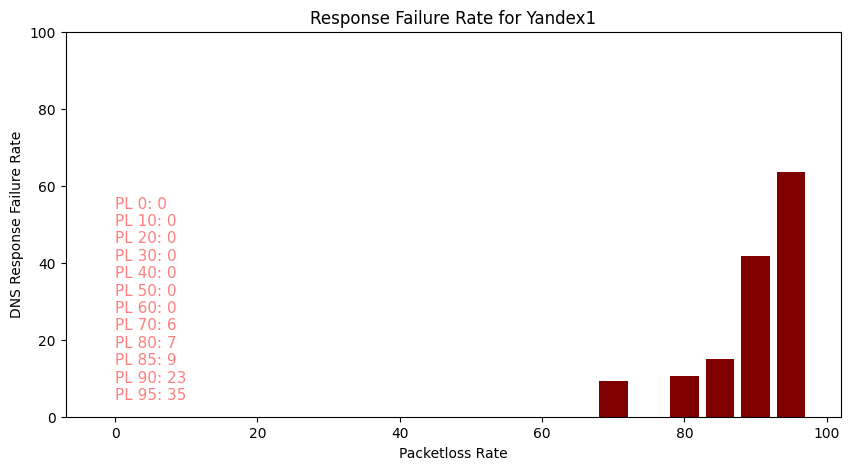 Response Failure Rate for Yandex1
100
80
60
40
20
0
DNS Response Failure Rate
PL 0: 0
PL 10: 0
PL 20: 0
PL 30: 0
PL 40: 0
PL 50: 0
PL 60: 0
PL 70: 6
PL 80: 7
PL 85: 9
PL 90: 23
PL 95: 35
0 20 40 60 80 100
Packetloss Rate